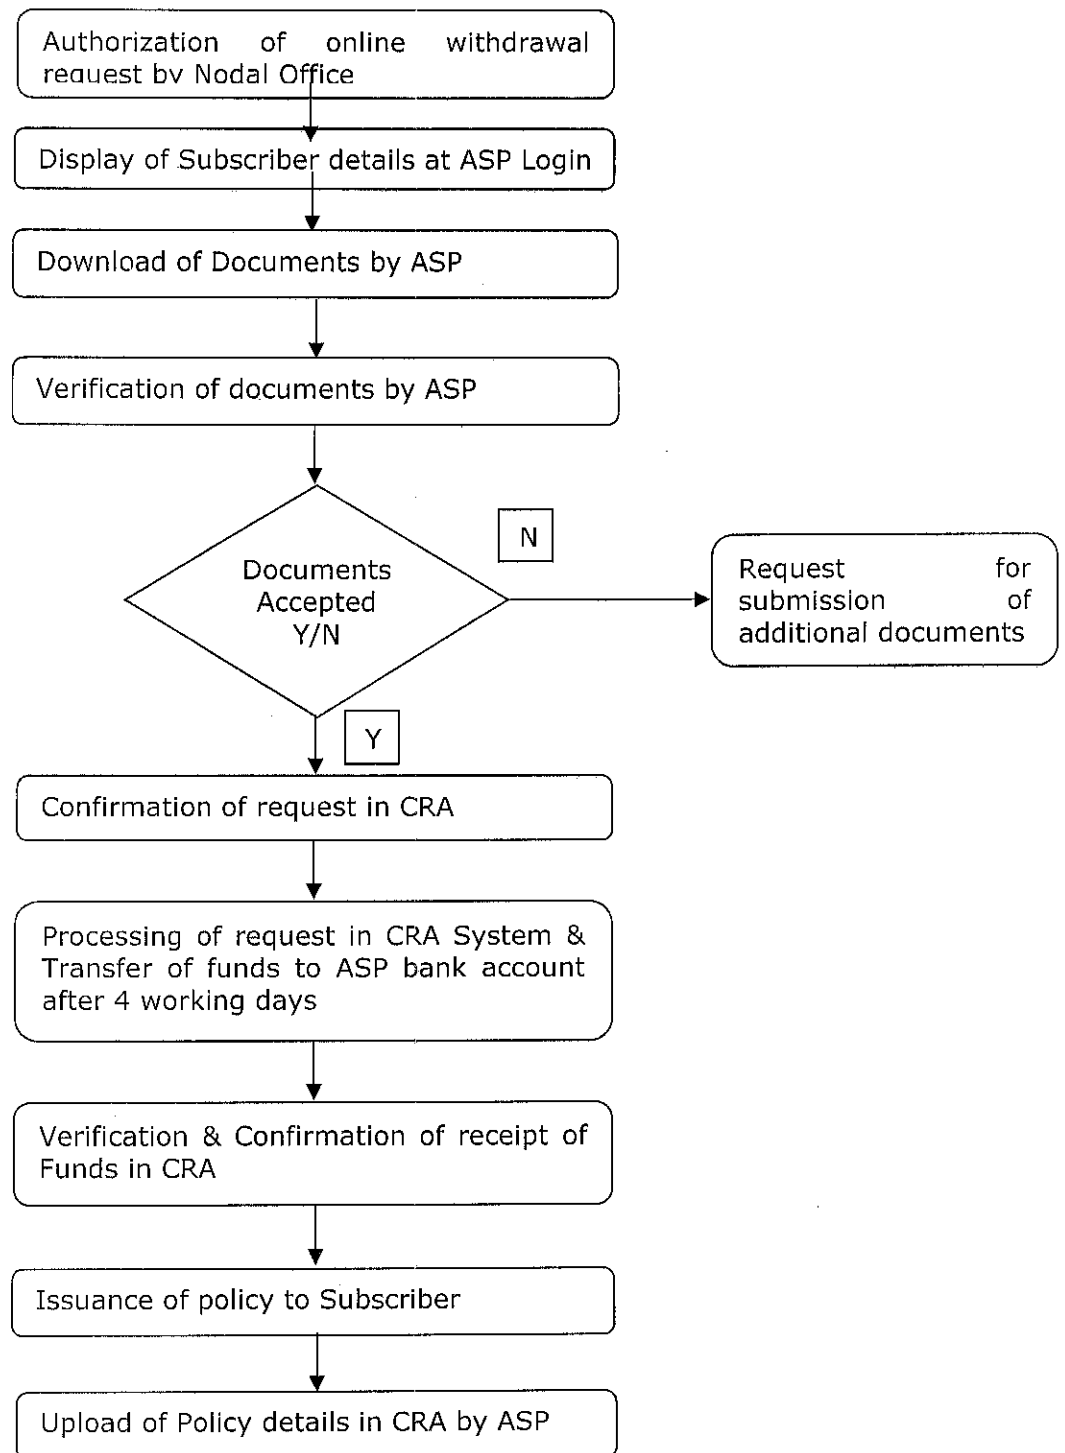 Authorization of online withdrawal
request by Nodal Office
Display of Subscriber details at ASP Login
Download of Documents by ASP
Verification of documents by ASP
N
Documents
Accepted
Y/N
Request for
submission of
additional documents
Y
Confirmation of request in CRA
Processing of request in CRA System &
Transfer of funds to ASP bank account
after 4 working days
Verification & Confirmation of receipt of
Funds in CRA
Issuance of policy to Subscriber
Upload of Policy details in CRA by ASP